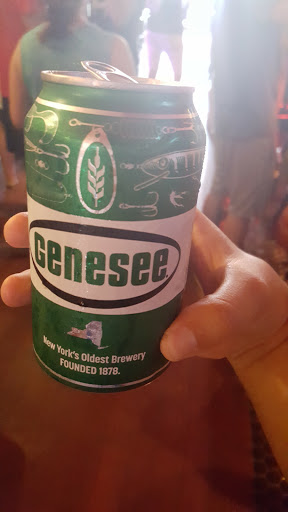 Genesee
New York's Oldest Brewery
FOUNDED 1878.